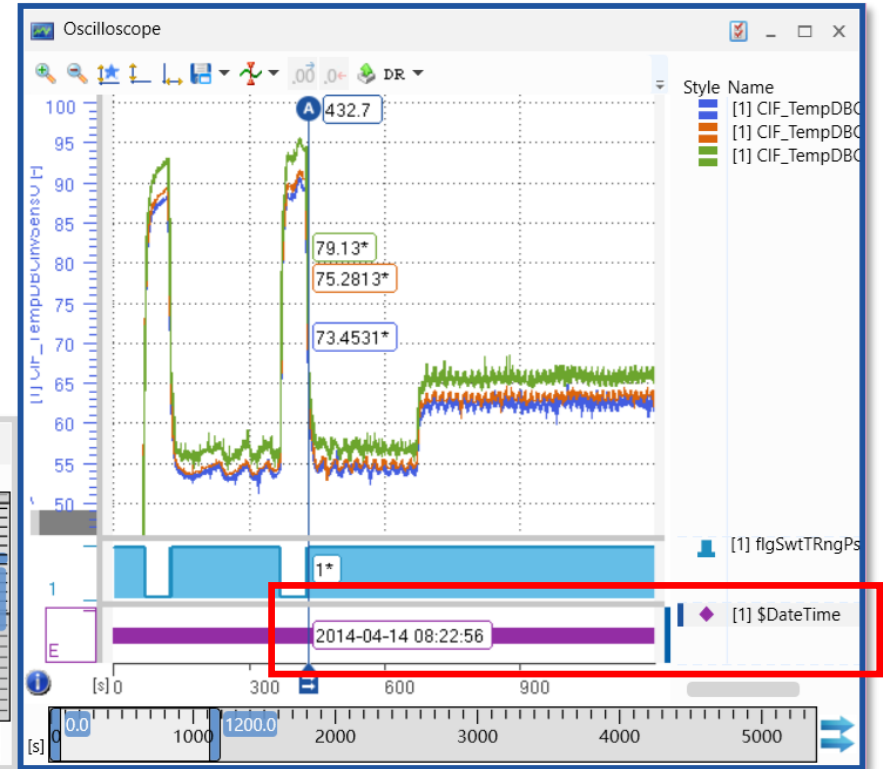 Oscilloscope
DR
Style Name
[1] CIF_TempDBC
[1] CIF_TempDBC
[1] CIF_TempDBC
100
95
90
85
80
75
70
65
60
55
50
A 432.7
79.13*
75.2813*
73.4531*
[1] flgSwtTRngPs
1
1*
[1] $DateTime
E
2014-04-14 08:22:56
[s] 0 300 600 900
[s] 0 0.0 1000 1200.0 2000 3000 4000 5000